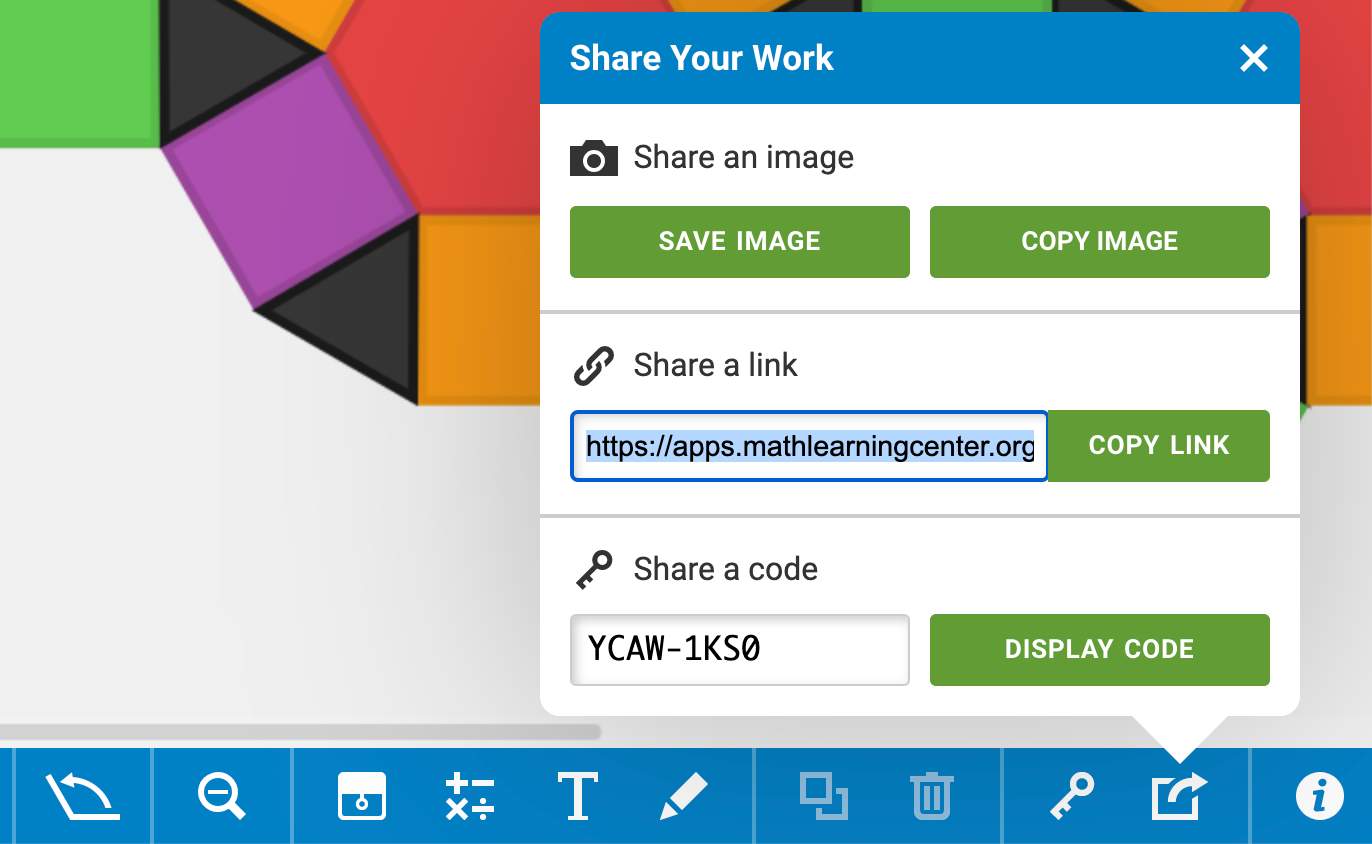 Share Your Work
Share an image
SAVE IMAGE
COPY IMAGE
Share a link
https://apps.mathlearningcenter.org
COPY LINK
Share a code
YCAW-1KS0
DISPLAY CODE